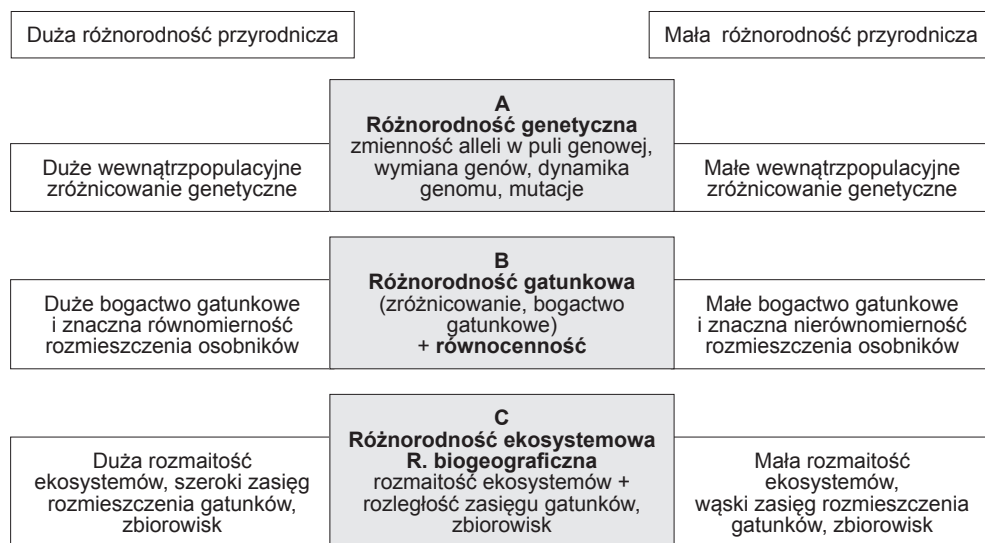 Duża różnorodność przyrodnicza
Mała różnorodność przyrodnicza
A
Różnorodność genetyczna
zmienność alleli w puli genowej,
wymiana genów, dynamika
genomu, mutacje
Duże wewnątrzpopulacyjne
zróżnicowanie genetyczne
Małe wewnątrzpopulacyjne
zróżnicowanie genetyczne
B
Różnorodność gatunkowa
(zróżnicowanie, bogactwo
gatunkowe)
+ równocenność
Duże bogactwo gatunkowe
i znaczna równomierność
rozmieszczenia osobników
Małe bogactwo gatunkowe
i znaczna nierównomierność
rozmieszczenia osobników
C
Różnorodność ekosystemowa
R. biogeograficzna
rozmaitość ekosystemów +
rozległość zasięgu gatunków,
zbiorowisk
Duża rozmaitość
ekosystemów, szeroki zasięg
rozmieszczenia gatunków,
zbiorowisk
Mała rozmaitość
ekosystemów,
wąski zasięg rozmieszczenia
gatunków, zbiorowisk